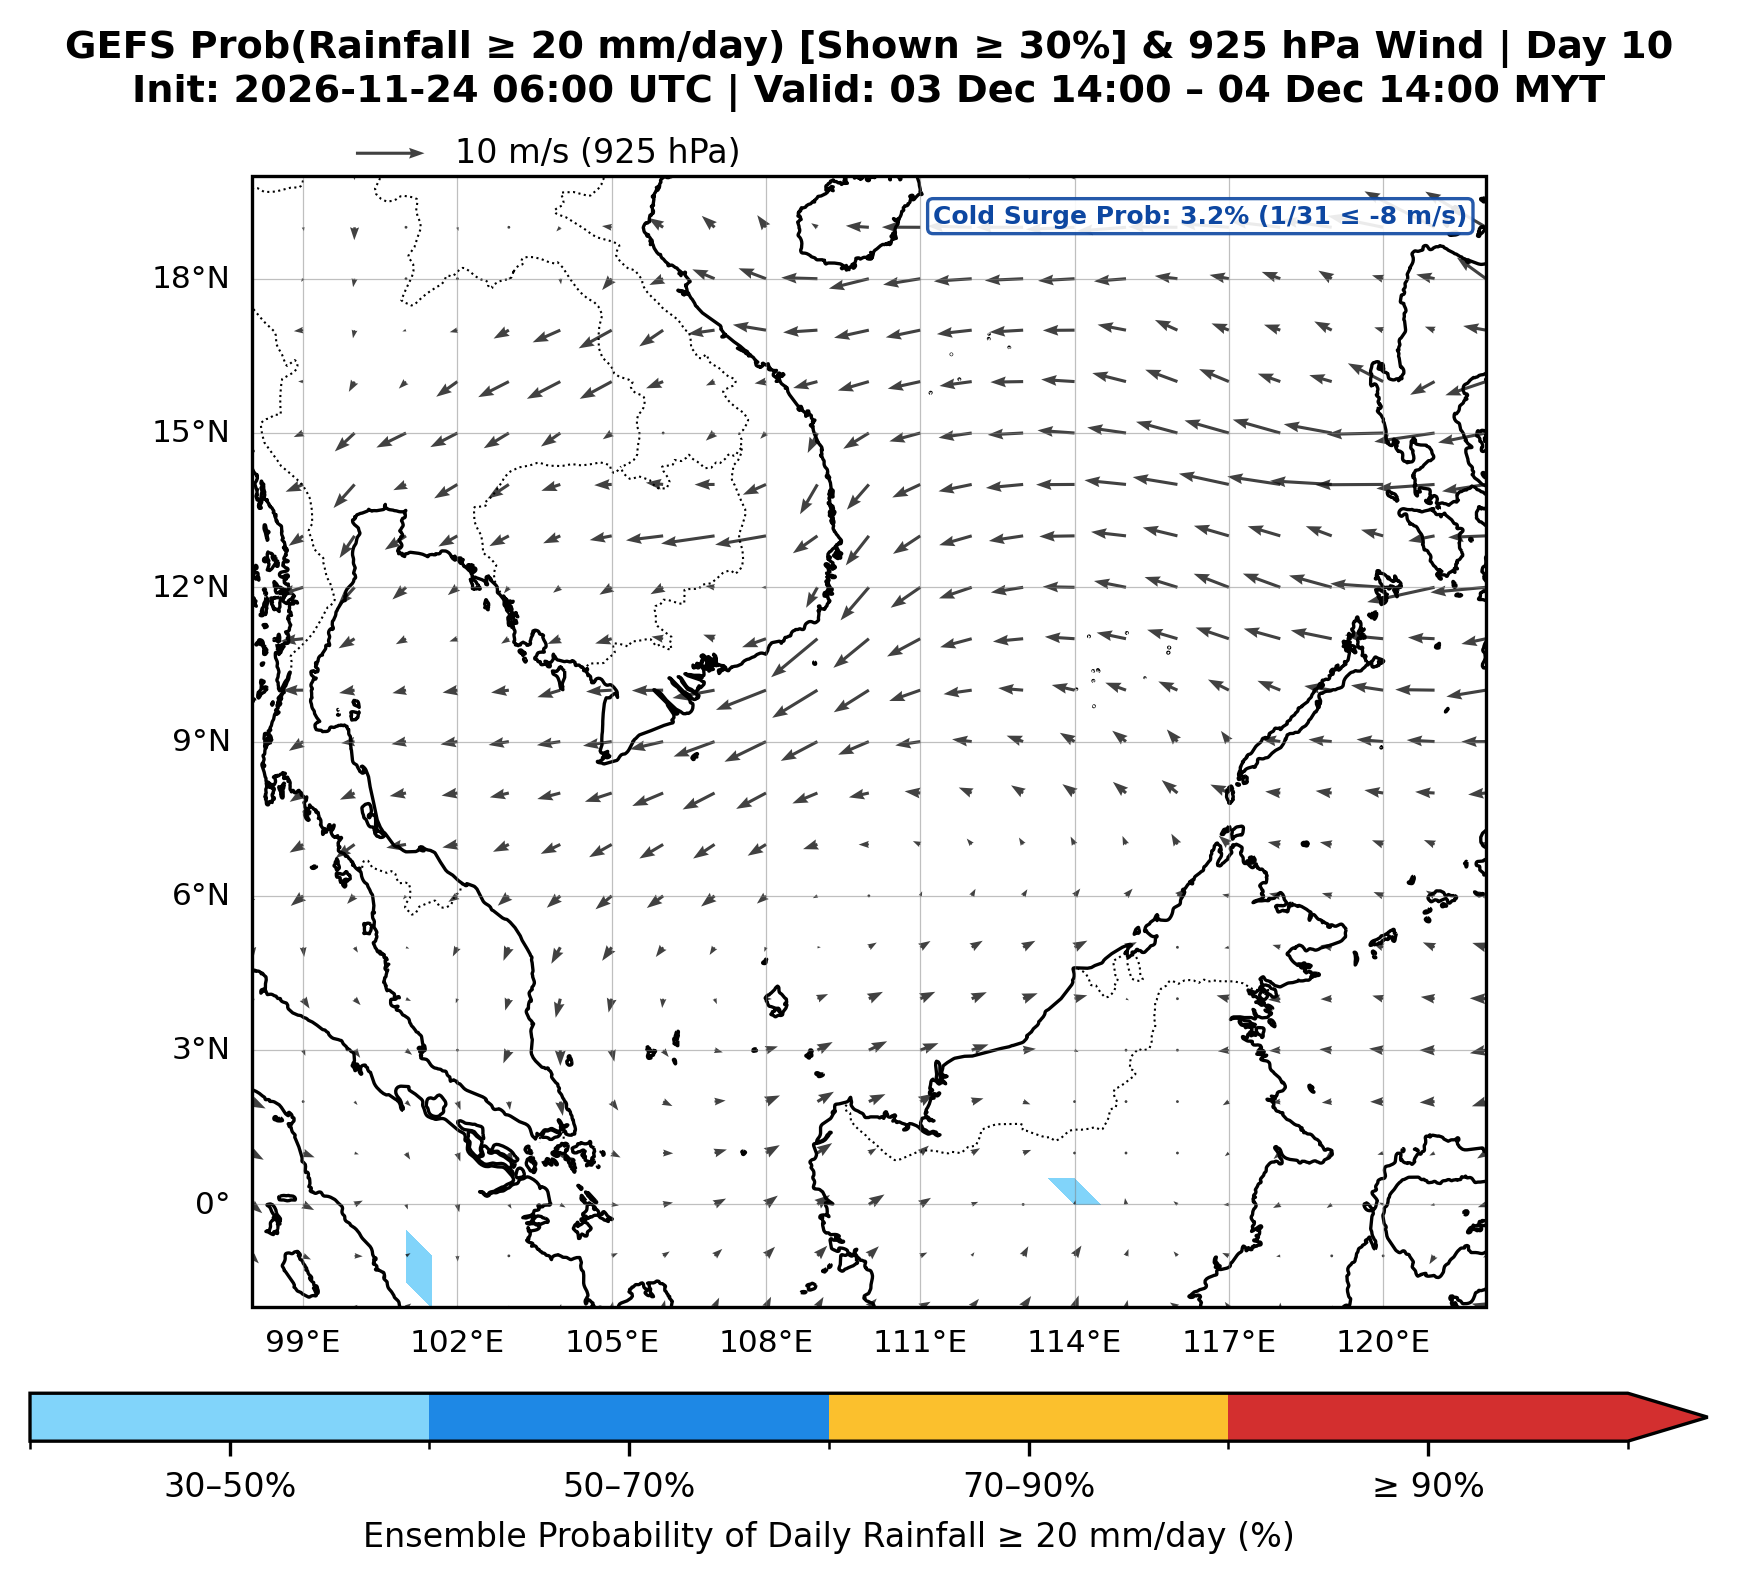 GEFS Prob(Rainfall ≥ 20 mm/day) [Shown ≥ 30%] & 925 hPa Wind | Day 10
Init: 2026-11-24 06:00 UTC | Valid: 03 Dec 14:00 – 04 Dec 14:00 MYT
10 m/s (925 hPa)
Cold Surge Prob: 3.2% (1/31 ≤ -8 m/s)
18°N
15°N
12°N
9°N
6°N
3°N
0°
99°E 102°E 105°E 108°E 111°E 114°E 117°E 120°E
30–50% 50–70% 70–90% ≥ 90%
Ensemble Probability of Daily Rainfall ≥ 20 mm/day (%)